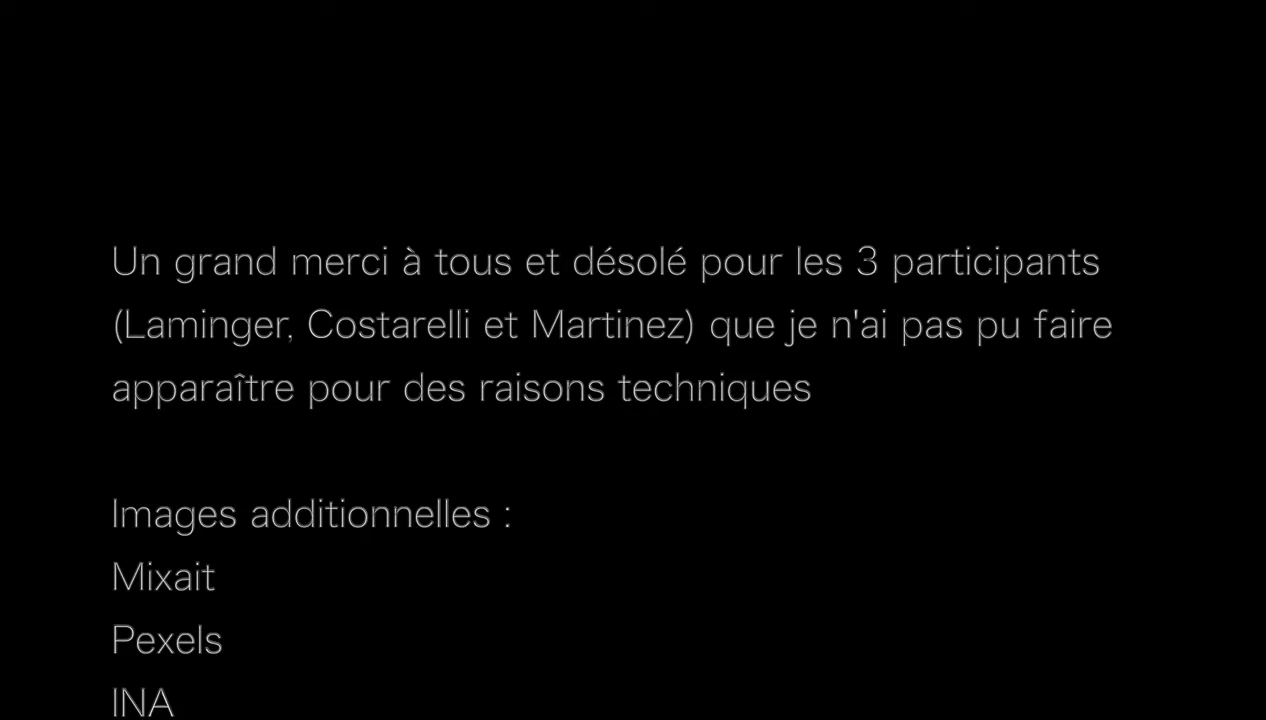 Un grand merci à tous et désolé pour les 3 participants
(Laminger, Costarelli et Martinez) que je n'ai pas pu faire
apparaître pour des raisons techniques
Images additionnelles :
Mixait
Pexels
INA